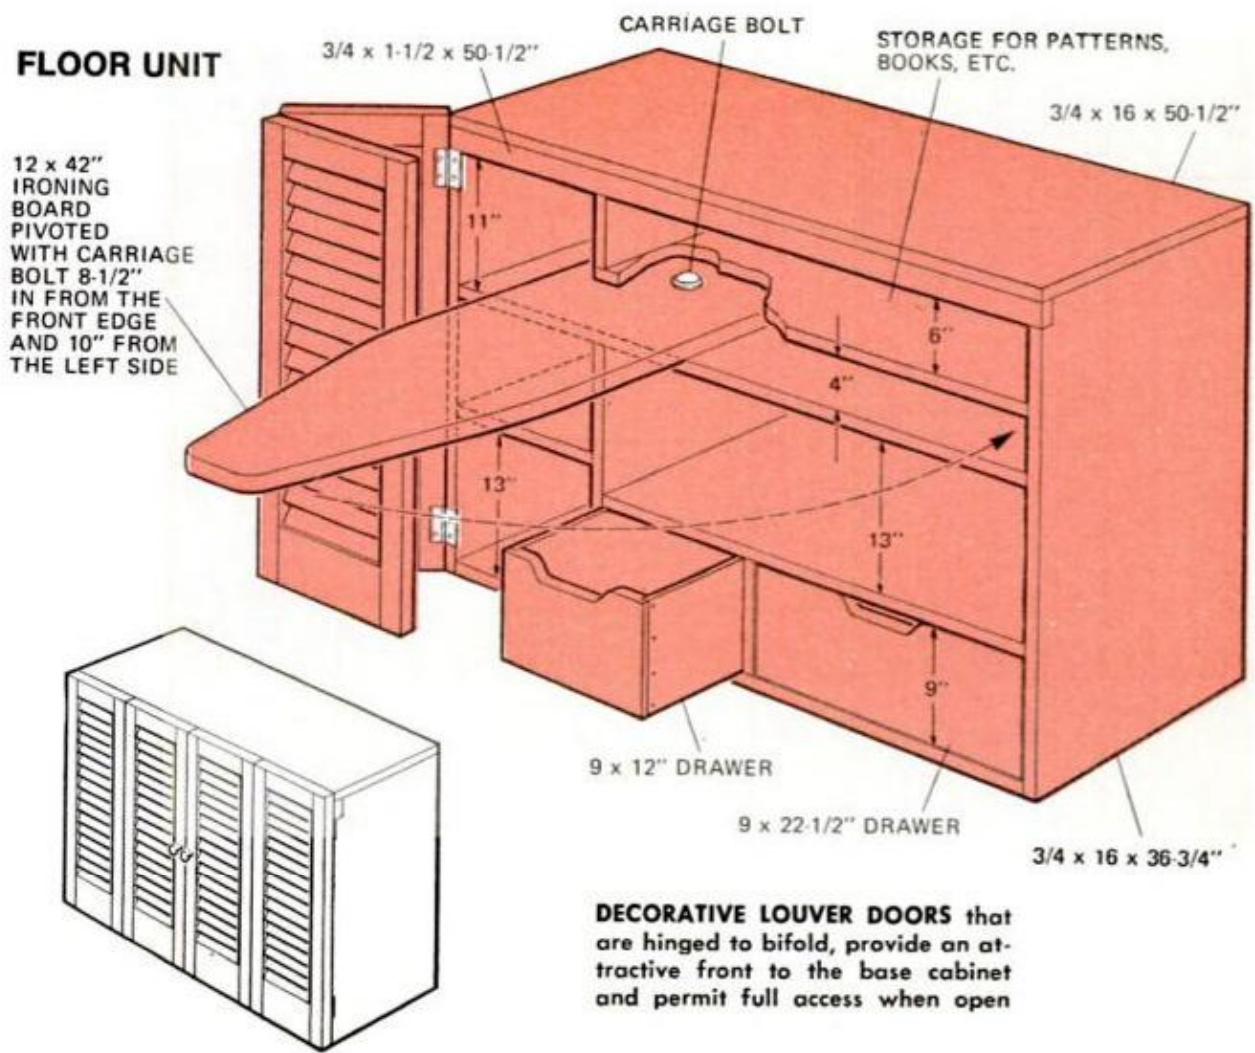 FLOOR UNIT
3/4 x 1-1/2 x 50-1/2"
CARRIAGE BOLT
STORAGE FOR PATTERNS,
BOOKS, ETC.
3/4 x 16 x 50-1/2"
12 x 42"
IRONING
BOARD
PIVOTED
WITH CARRIAGE
BOLT 8-1/2"
IN FROM THE
FRONT EDGE
AND 10" FROM
THE LEFT SIDE
11"
6"
4"
13"
13"
9"
9 x 12" DRAWER
9 x 22-1/2" DRAWER
3/4 x 16 x 36-3/4"
DECORATIVE LOUVER DOORS that
are hinged to bifold, provide an at-
tractive front to the base cabinet
and permit full access when open